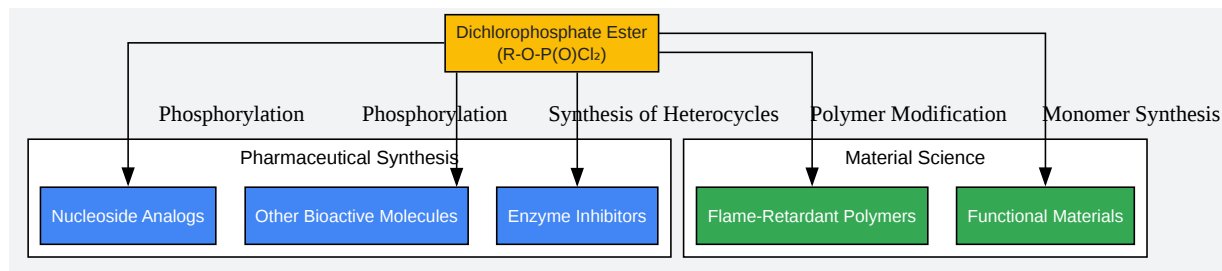 Dichlorophosphate Ester
(R-O-P(O)Cl₂)
Phosphorylation
Phosphorylation
Synthesis of Heterocycles
Polymer Modification
Monomer Synthesis
Pharmaceutical Synthesis
Material Science
Nucleoside Analogs
Other Bioactive Molecules
Enzyme Inhibitors
Flame-Retardant Polymers
Functional Materials